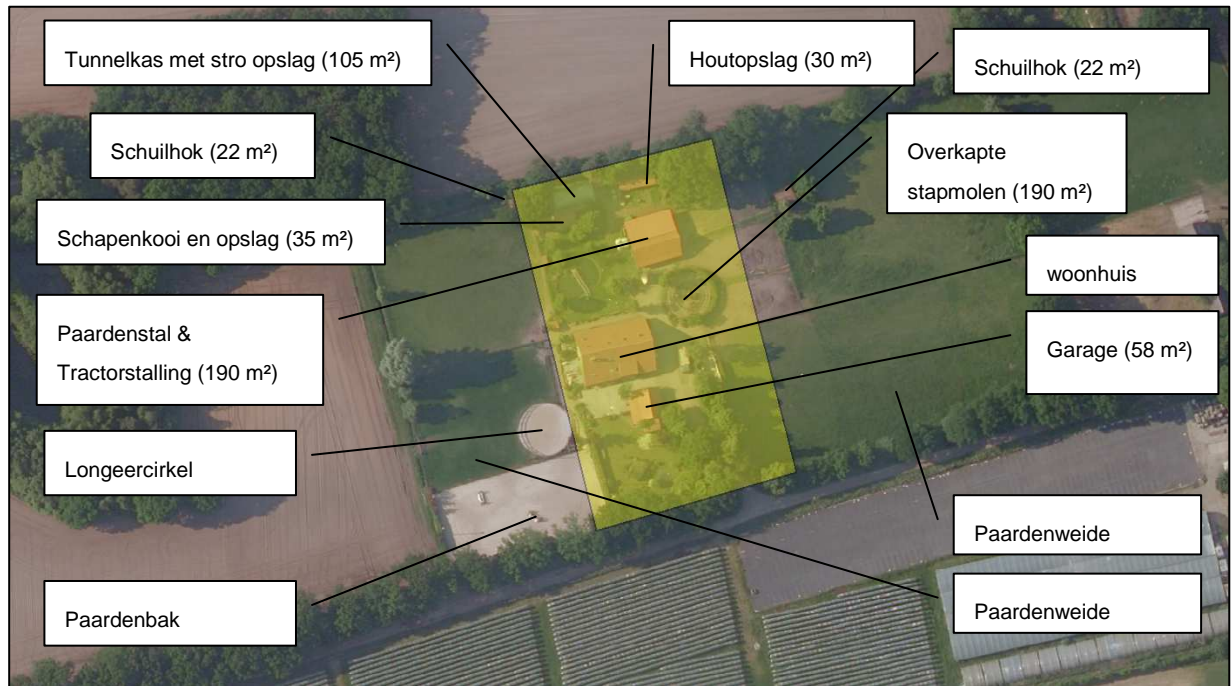 Tunnelkas met stro opslag (105 m²)
Houtopslag (30 m²)
Schuilhok (22 m²)
Schuilhok (22 m²)
Overkapte
stapmolen (190 m²)
Schapenkooi en opslag (35 m²)
woonhuis
Paardenstal &
Tractorstalling (190 m²)
Garage (58 m²)
Longeercirkel
Paardenweide
Paardenbak
Paardenweide